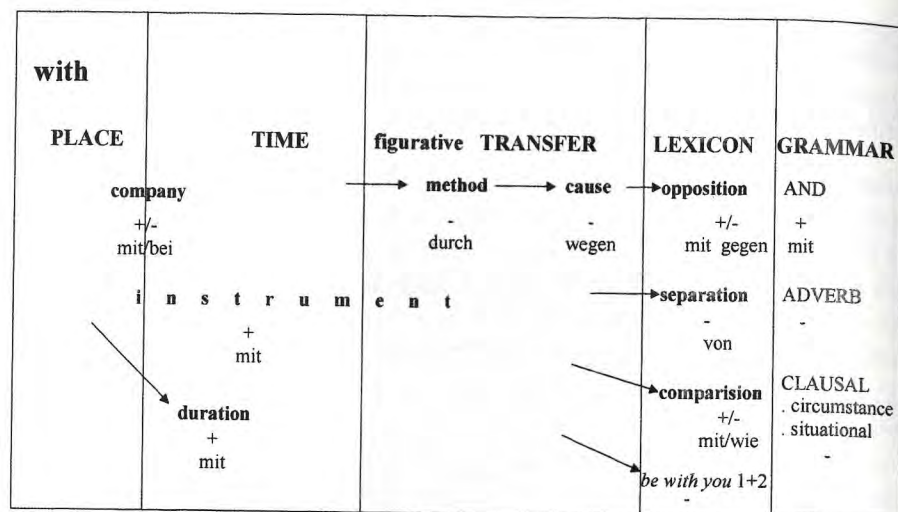 with
PLACE TIME figurative TRANSFER LEXICON GRAMMAR
company method cause opposition AND
+/- - - +/- +
mit/bei durch wegen mit gegen mit
instrument separation ADVERB
+ - -
mit von
duration comparision CLAUSAL
+ +/- . circumstance
mit mit/wie . situational
-
be with you 1+2
-